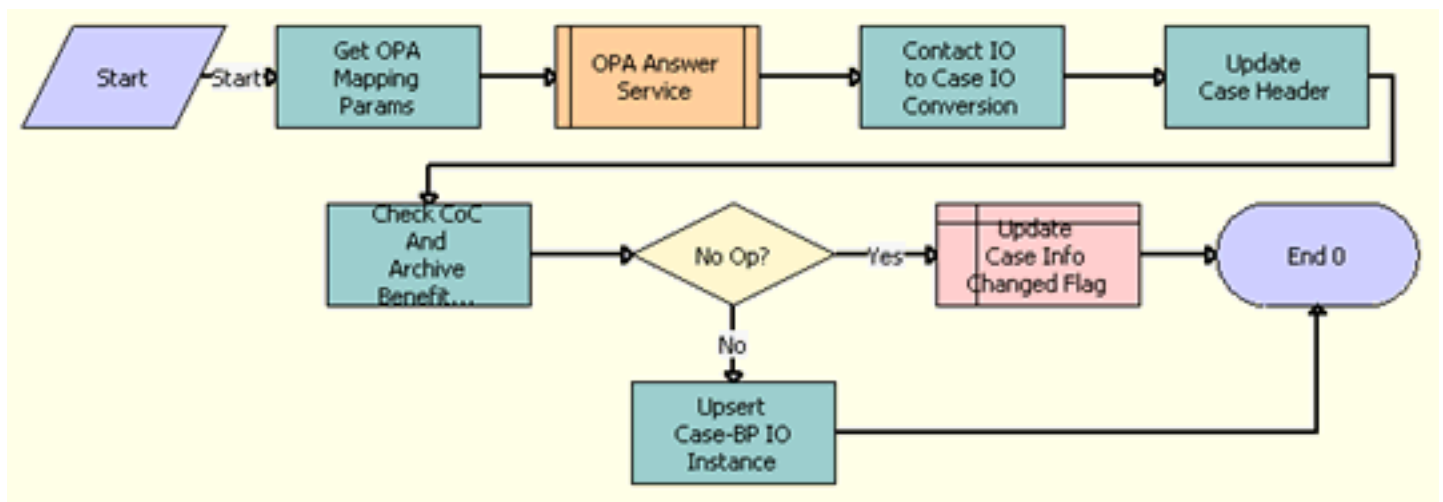 Start
Start
Get OPA
Mapping
Params
OPA Answer
Service
Contact IO
to Case IO
Conversion
Update
Case Header
Check CoC
And
Archive
Benefit...
No Op?
Yes
Update
Case Info
Changed Flag
End 0
No
Upsert
Case-BP IO
Instance